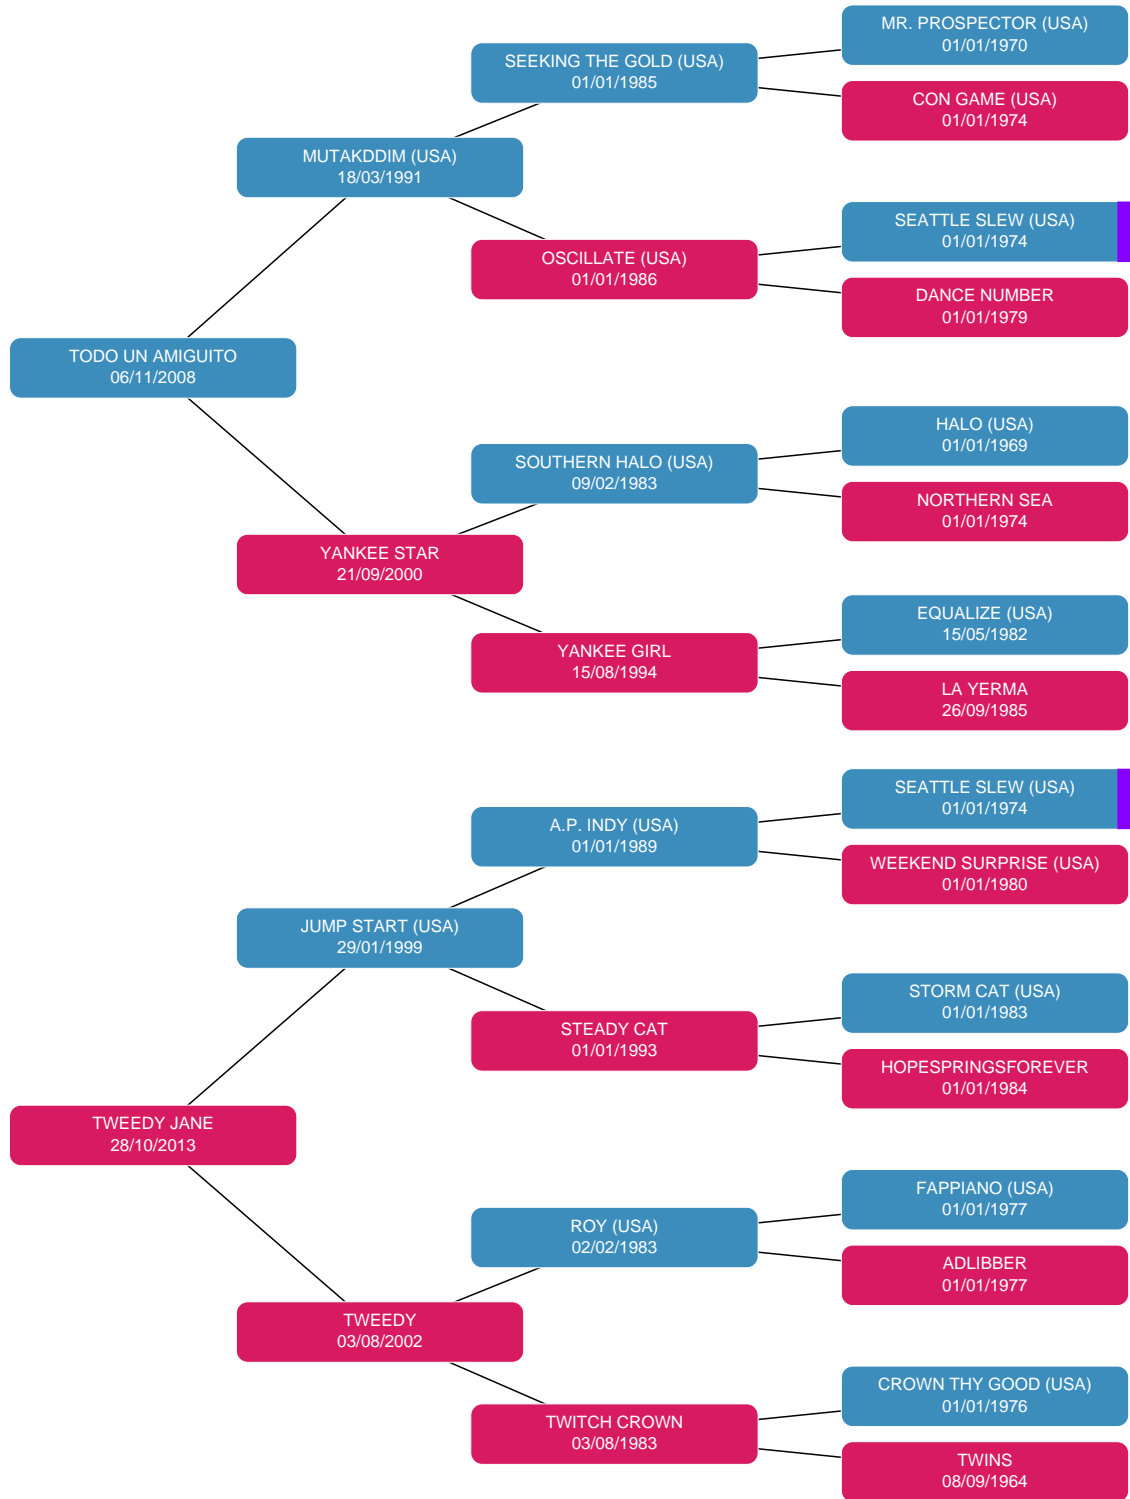 MR. PROSPECTOR (USA)
01/01/1970
SEEKING THE GOLD (USA)
01/01/1985
CON GAME (USA)
01/01/1974
MUTAKDDIM (USA)
18/03/1991
SEATTLE SLEW (USA)
01/01/1974
OSCILLATE (USA)
01/01/1986
DANCE NUMBER
01/01/1979
TODO UN AMIGUITO
06/11/2008
HALO (USA)
01/01/1969
SOUTHERN HALO (USA)
09/02/1983
NORTHERN SEA
01/01/1974
YANKEE STAR
21/09/2000
EQUALIZE (USA)
15/05/1982
YANKEE GIRL
15/08/1994
LA YERMA
26/09/1985
SEATTLE SLEW (USA)
01/01/1974
A.P. INDY (USA)
01/01/1989
WEEKEND SURPRISE (USA)
01/01/1980
JUMP START (USA)
29/01/1999
STORM CAT (USA)
01/01/1983
STEADY CAT
01/01/1993
HOPESPRINGSFOREVER
01/01/1984
TWEEDY JANE
28/10/2013
FAPPIANO (USA)
01/01/1977
ROY (USA)
02/02/1983
ADLIBBER
01/01/1977
TWEEDY
03/08/2002
CROWN THY GOOD (USA)
01/01/1976
TWITCH CROWN
03/08/1983
TWINS
08/09/1964